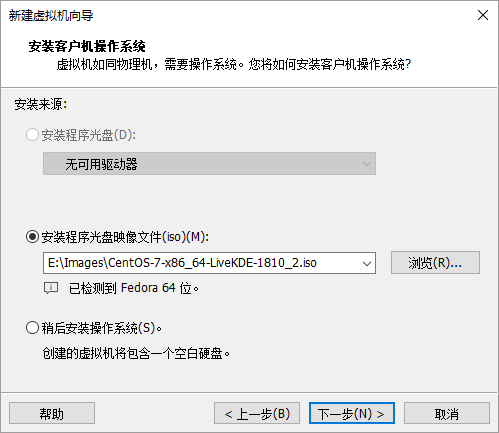 新建虚拟机向导
安装客户机操作系统
虚拟机如同物理机，需要操作系统。您将如何安装客户机操作系统?
安装来源:
安装程序光盘(D):
无可用驱动器
安装程序光盘映像文件(iso)(M):
E:\Images\CentOS-7-x86_64-LiveKDE-1810_2.iso
浏览(R)...
已检测到 Fedora 64 位。
稍后安装操作系统(S)。
创建的虚拟机将包含一个空白硬盘。
帮助
< 上一步(B)
下一步(N) >
取消